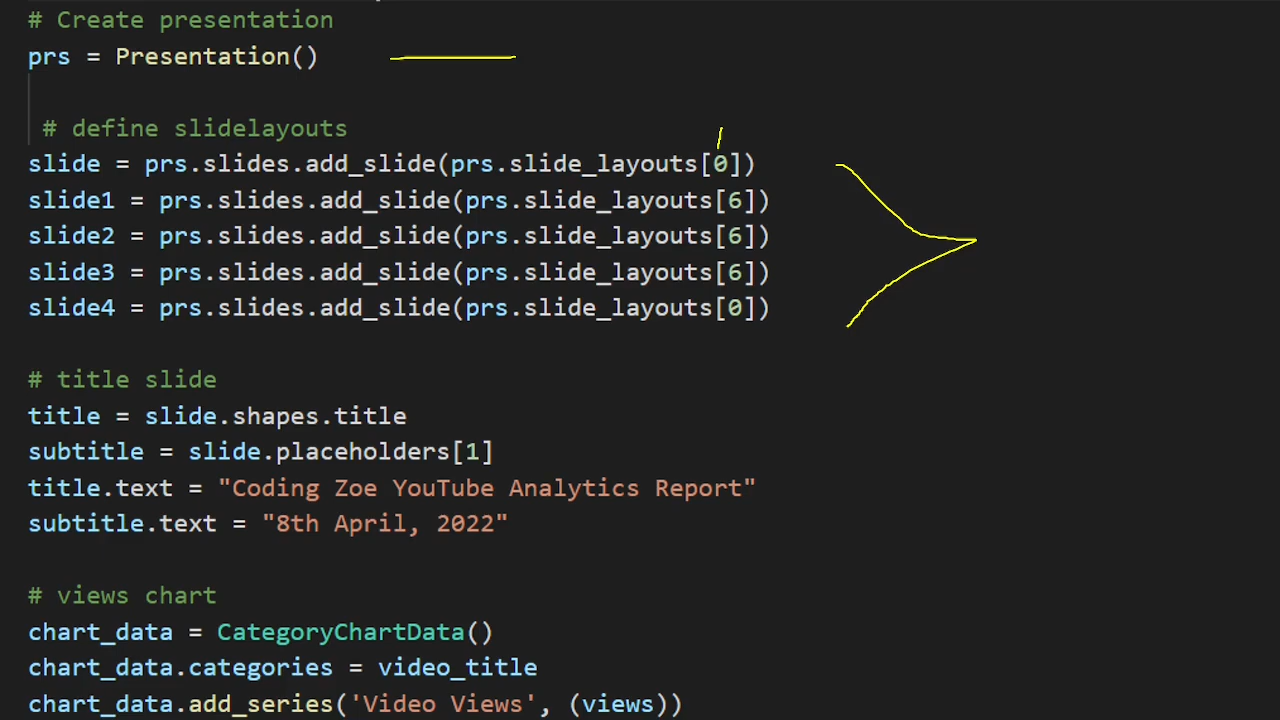 # Create presentation
prs = Presentation()
# define slidelayouts
slide = prs.slides.add_slide(prs.slide_layouts[0])
slide1 = prs.slides.add_slide(prs.slide_layouts[6])
slide2 = prs.slides.add_slide(prs.slide_layouts[6])
slide3 = prs.slides.add_slide(prs.slide_layouts[6])
slide4 = prs.slides.add_slide(prs.slide_layouts[0])
# title slide
title = slide.shapes.title
subtitle = slide.placeholders[1]
title.text = "Coding Zoe YouTube Analytics Report"
subtitle.text = "8th April, 2022"
# views chart
chart_data = CategoryChartData()
chart_data.categories = video_title
chart_data.add_series('Video Views', (views))